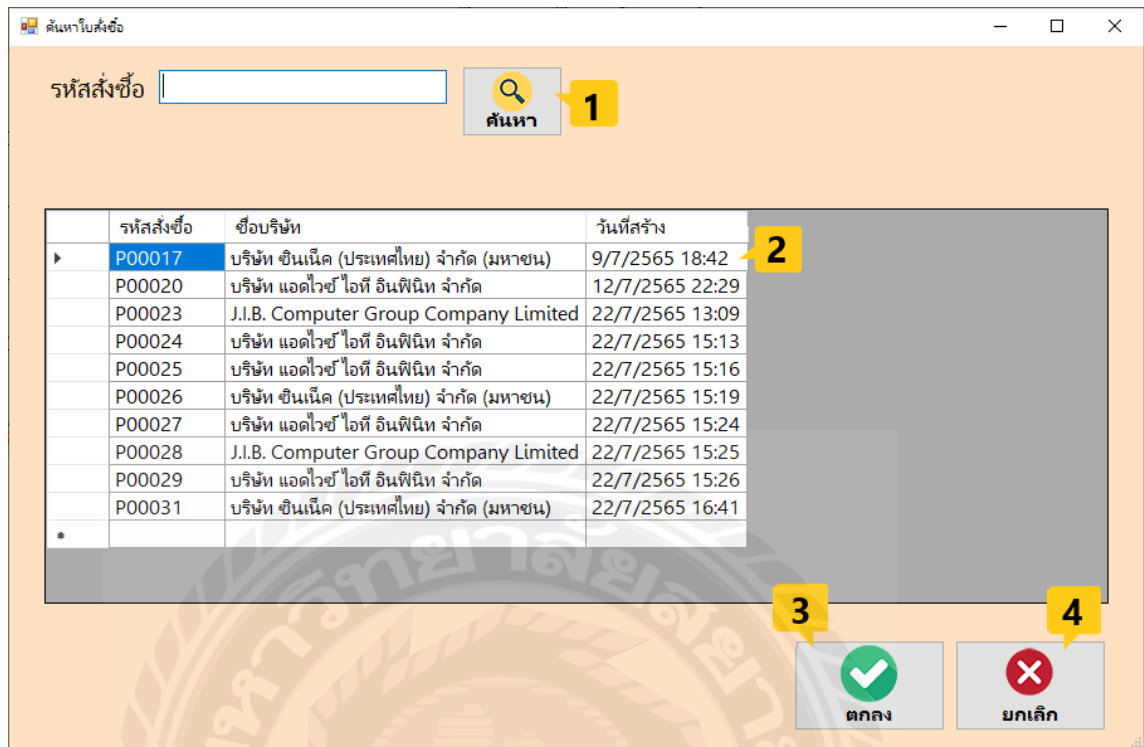 ค้นหาใบสั่งซื้อ
รหัสสั่งซื้อ
ค้นหา
1
รหัสสั่งซื้อ ชื่อบริษัท วันที่สร้าง
P00017 บริษัท ซินเน็ค (ประเทศไทย) จำกัด (มหาชน) 9/7/2565 18:42
2
P00020 บริษัท แอดไวซ์ ไอที อินฟินิท จำกัด 12/7/2565 22:29
P00023 J.I.B. Computer Group Company Limited 22/7/2565 13:09
P00024 บริษัท แอดไวซ์ ไอที อินฟินิท จำกัด 22/7/2565 15:13
P00025 บริษัท แอดไวซ์ ไอที อินฟินิท จำกัด 22/7/2565 15:16
P00026 บริษัท ซินเน็ค (ประเทศไทย) จำกัด (มหาชน) 22/7/2565 15:19
P00027 บริษัท แอดไวซ์ ไอที อินฟินิท จำกัด 22/7/2565 15:24
P00028 J.I.B. Computer Group Company Limited 22/7/2565 15:25
P00029 บริษัท แอดไวซ์ ไอที อินฟินิท จำกัด 22/7/2565 15:26
P00031 บริษัท ซินเน็ค (ประเทศไทย) จำกัด (มหาชน) 22/7/2565 16:41
3
4
ตกลง
ยกเลิก